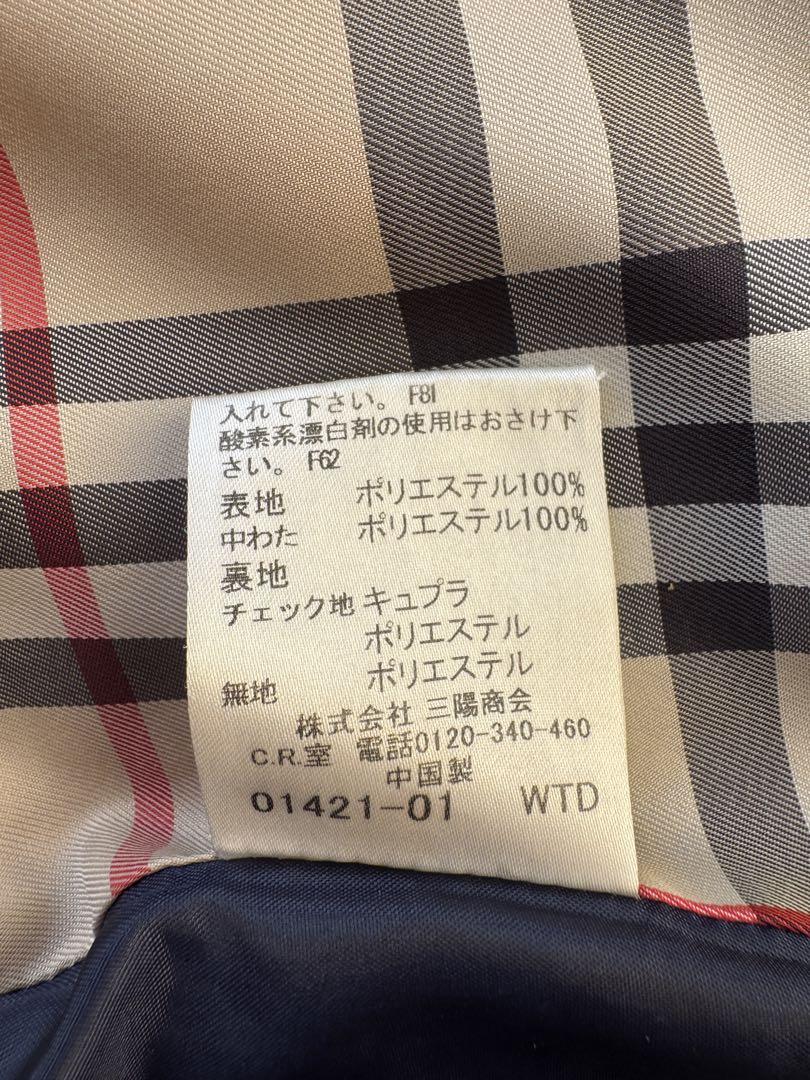 入れて下さい。 F81
酸素系漂白剤の使用はおさけ下
さい。 F62
表地 ポリエステル100%
中わた ポリエステル100%
裏地
チェック地 キュプラ
ポリエステル
無地 ポリエステル
株式会社 三陽商会
C.R.室 電話0120-340-460
中国製
01421-01 WTD